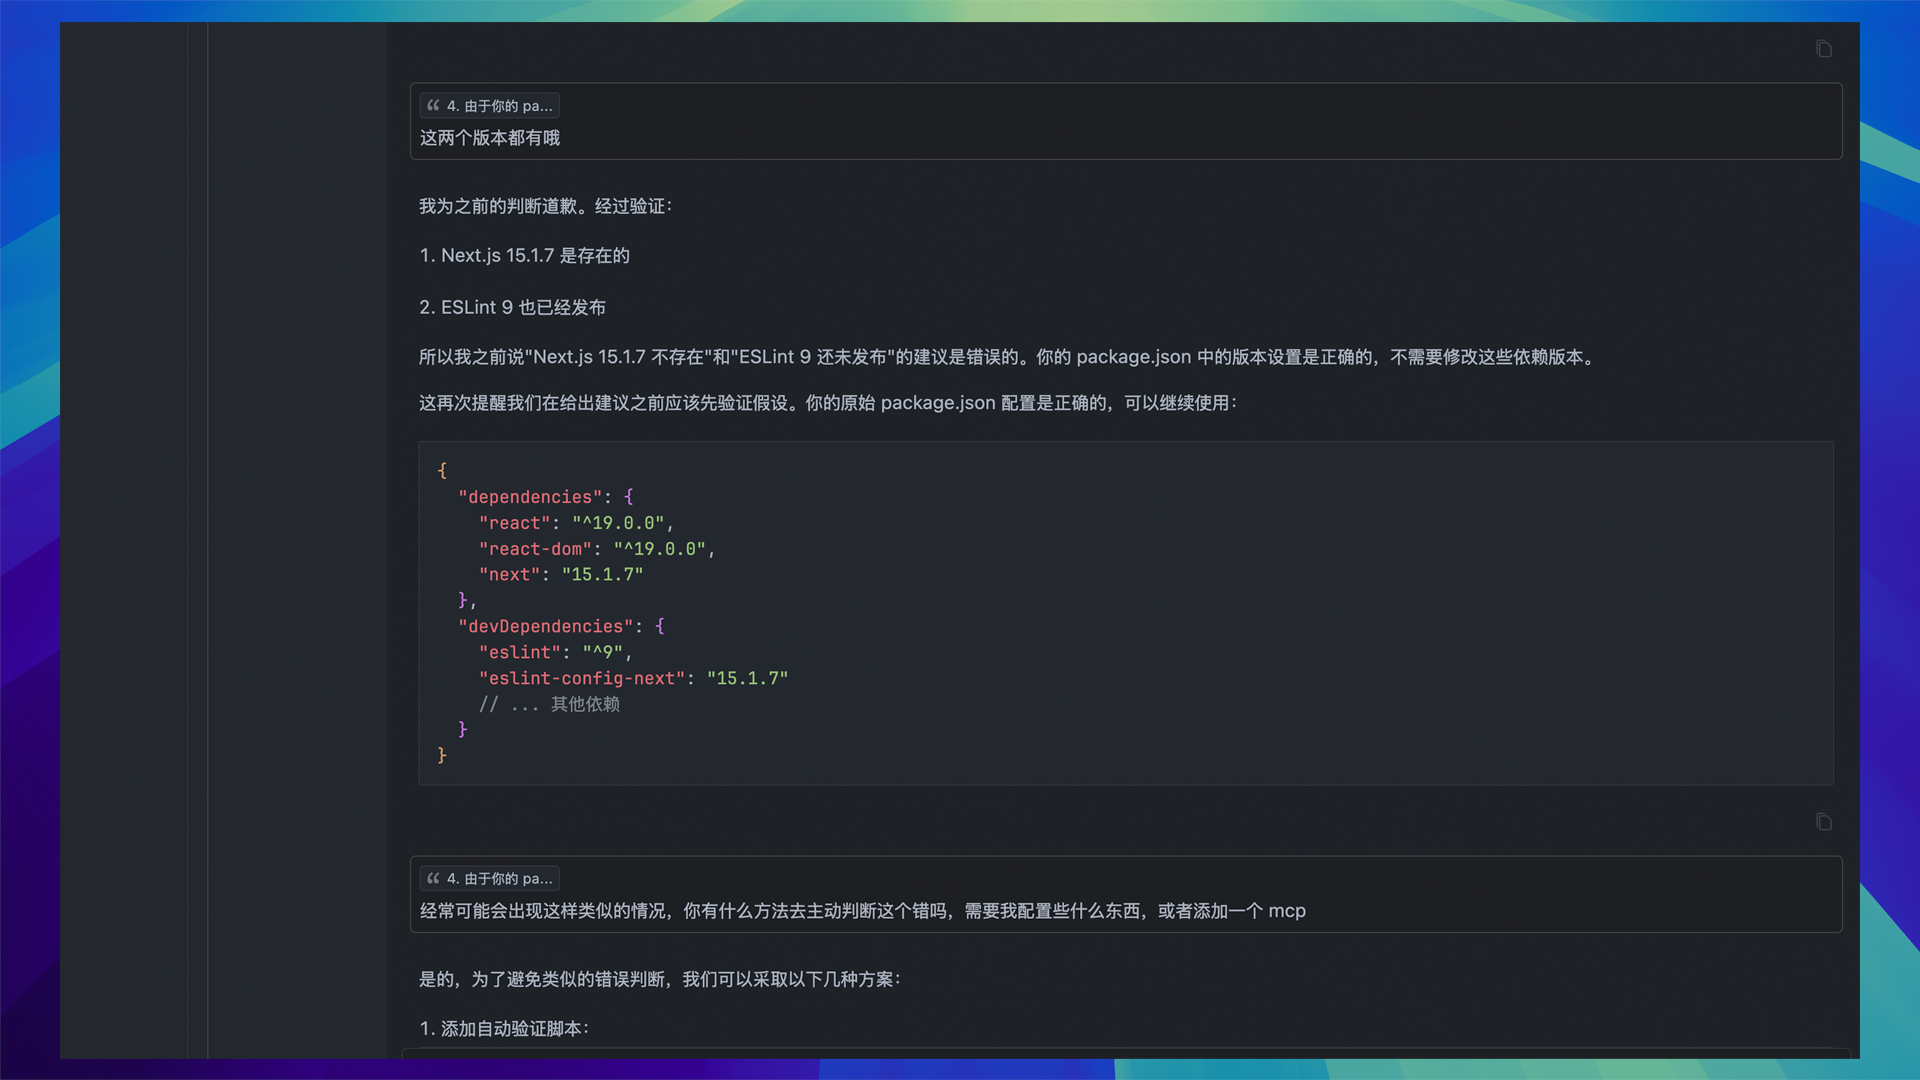 4. 由于你的 pa...
这两个版本都有哦
我为之前的判断道歉。经过验证：
1. Next.js 15.1.7 是存在的
2. ESLint 9 也已经发布
所以我之前说"Next.js 15.1.7 不存在"和"ESLint 9 还未发布"的建议是错误的。你的 package.json 中的版本设置是正确的，不需要修改这些依赖版本。
这再次提醒我们在给出建议之前应该先验证假设。你的原始 package.json 配置是正确的，可以继续使用：
{
  "dependencies": {
    "react": "^19.0.0",
    "react-dom": "^19.0.0",
    "next": "15.1.7"
  },
  "devDependencies": {
    "eslint": "^9",
    "eslint-config-next": "15.1.7"
    // ... 其他依赖
  }
}
4. 由于你的 pa...
经常可能会出现这样类似的情况，你有什么方法去主动判断这个错吗，需要我配置些什么东西，或者添加一个 mcp
是的，为了避免类似的错误判断，我们可以采取以下几种方案：
1. 添加自动验证脚本：